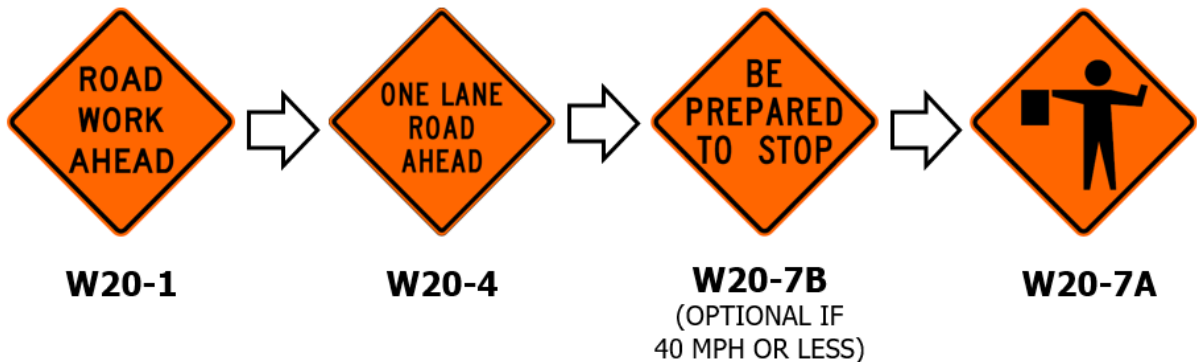 ROAD
WORK
AHEAD
W20-1
ONE LANE
ROAD
AHEAD
W20-4
BE
PREPARED
TO STOP
W20-7B
(OPTIONAL IF
40 MPH OR LESS)
W20-7A